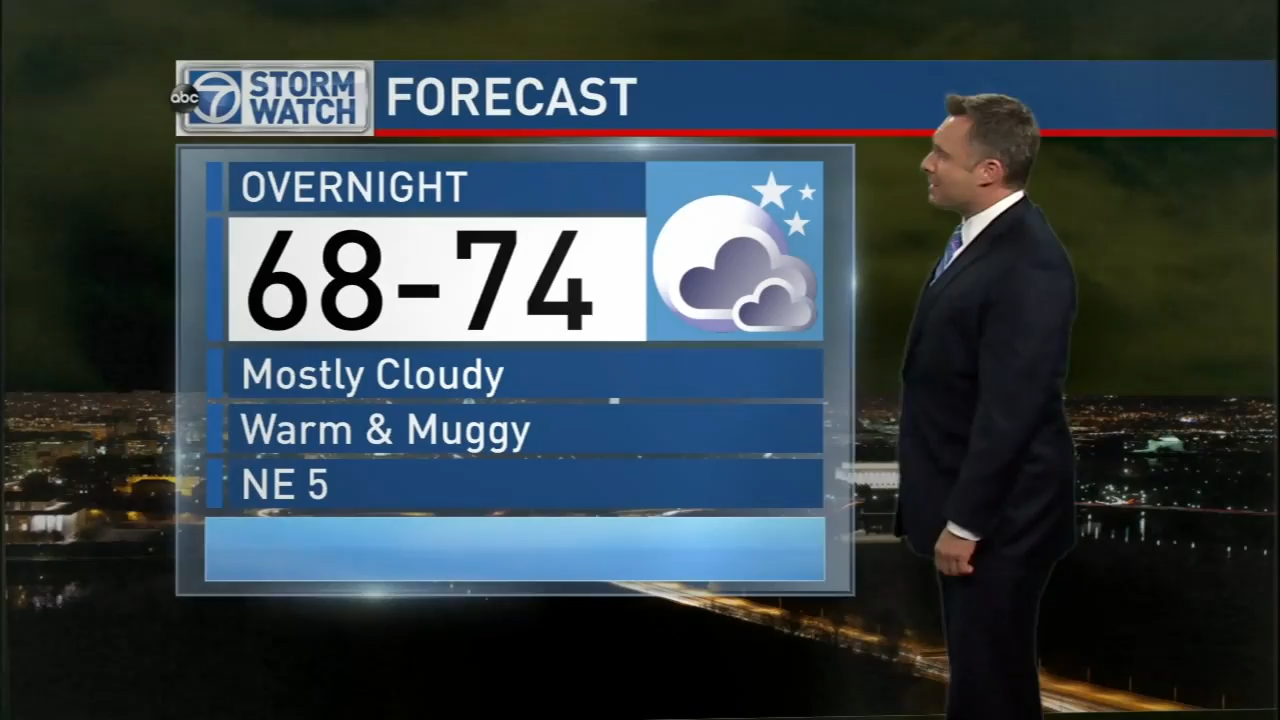 abc 7 STORM
WATCH
FORECAST
OVERNIGHT
68-74
Mostly Cloudy
Warm & Muggy
NE 5